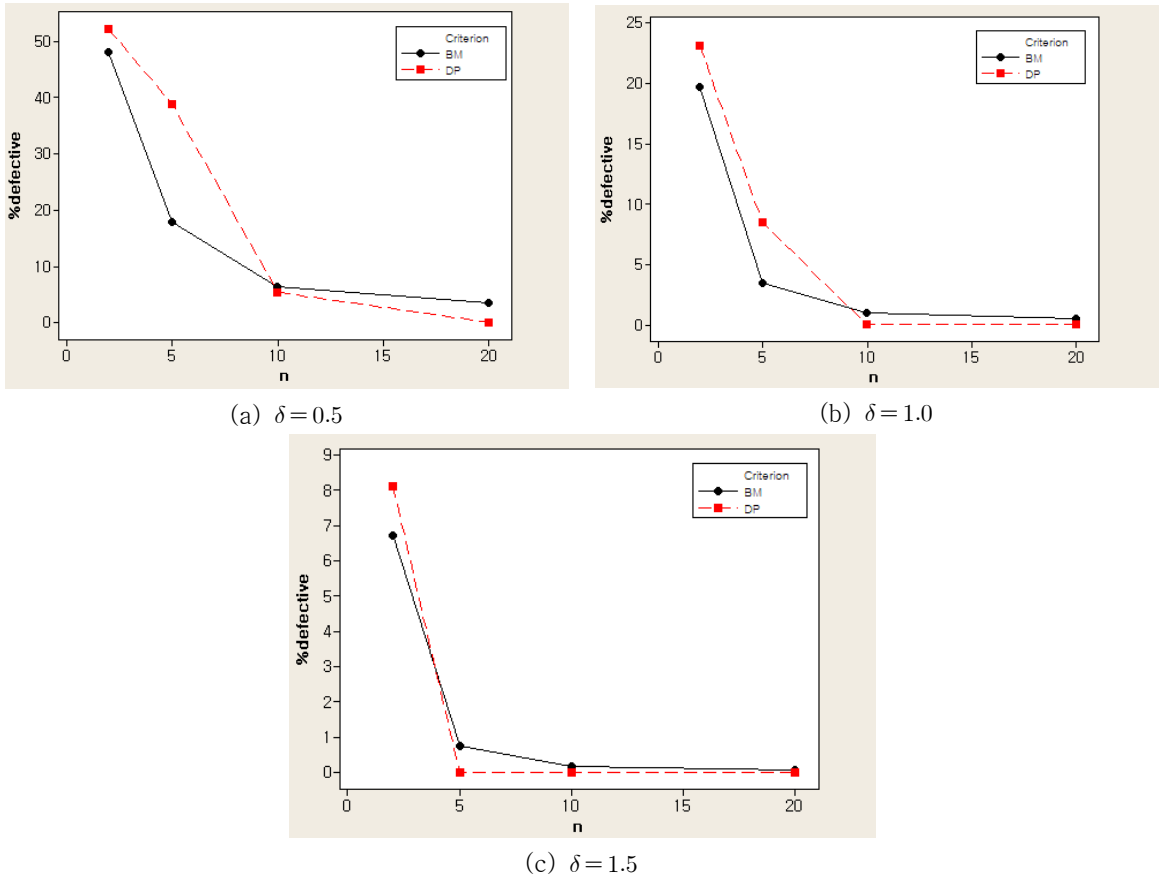 50
40
30
20
10
0
%defective
Criterion
BM
DP
0 5 10 15 20
n
(a) δ=0.5
25
20
15
10
5
0
%defective
Criterion
BM
DP
0 5 10 15 20
n
(b) δ=1.0
9
8
7
6
5
4
3
2
1
0
%defective
Criterion
BM
DP
0 5 10 15 20
n
(c) δ=1.5